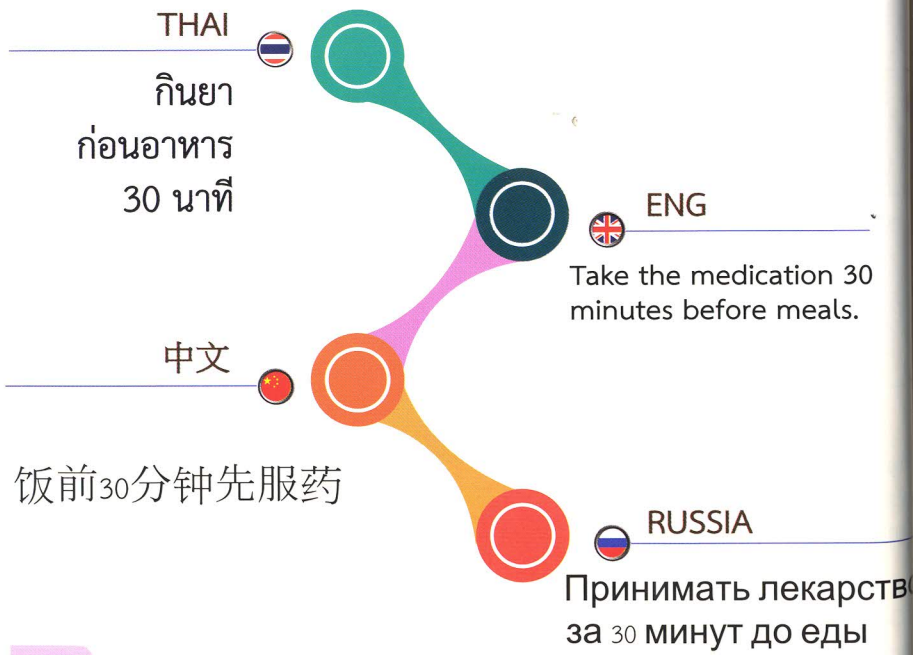 THAI
กินยา
ก่อนอาหาร
30 นาที
ENG
Take the medication 30
minutes before meals.
中文
饭前30分钟先服药
RUSSIA
Принимать лекарство
за 30 минут до еды